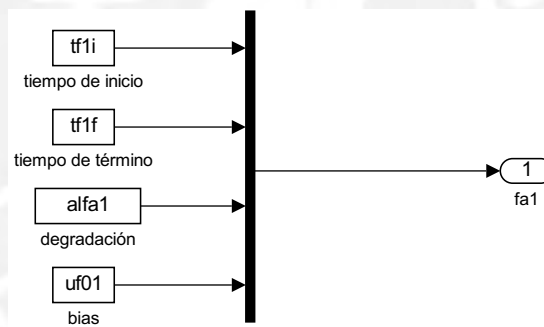 tf1i
tiempo de inicio
tf1f
tiempo de término
1
fa1
alfa1
degradación
uf01
bias